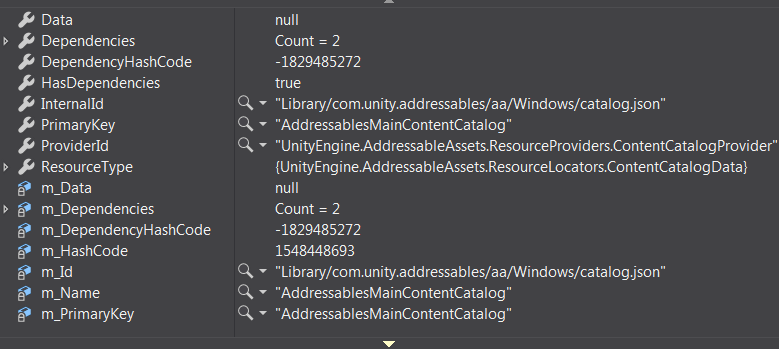 Data null
Dependencies Count = 2
DependencyHashCode -1829485272
HasDependencies true
InternalId "Library/com.unity.addressables/aa/Windows/catalog.json"
PrimaryKey "AddressablesMainContentCatalog"
ProviderId "UnityEngine.AddressableAssets.ResourceProviders.ContentCatalogProvider"
ResourceType {UnityEngine.AddressableAssets.ResourceLocators.ContentCatalogData}
m_Data null
m_Dependencies Count = 2
m_DependencyHashCode -1829485272
m_HashCode 1548448693
m_Id "Library/com.unity.addressables/aa/Windows/catalog.json"
m_Name "AddressablesMainContentCatalog"
m_PrimaryKey "AddressablesMainContentCatalog"